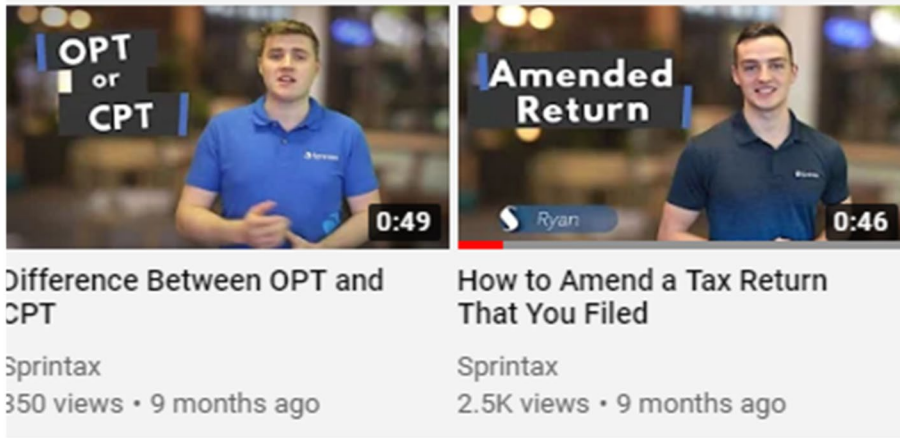 OPT
or
CPT
0:49
Difference Between OPT and
CPT
Sprintax
350 views • 9 months ago
Amended
Return
Ryan
0:46
How to Amend a Tax Return
That You Filed
Sprintax
2.5K views • 9 months ago